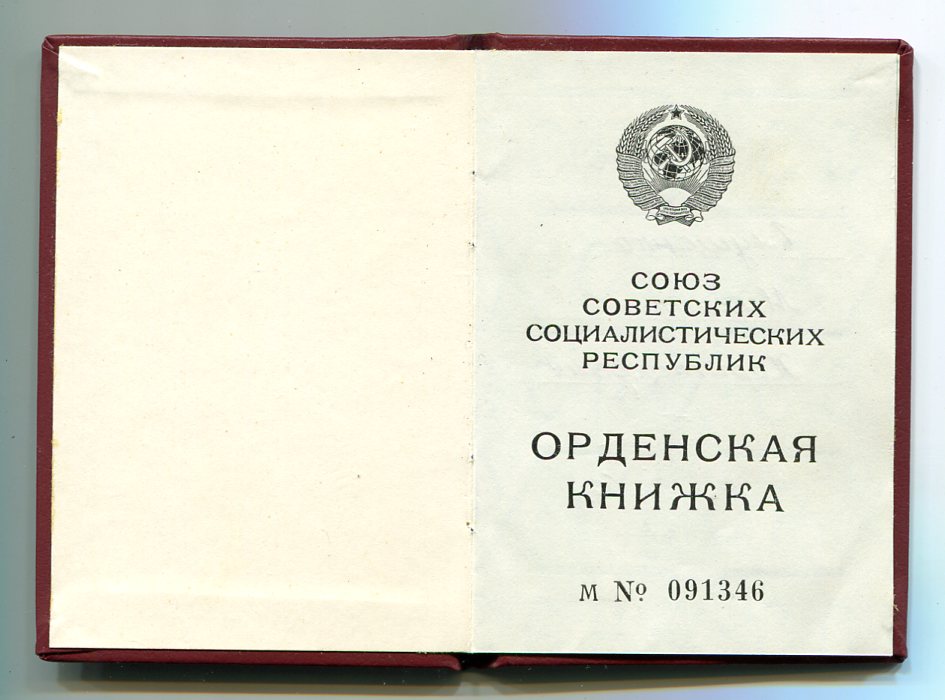 СОЮЗ
СОВЕТСКИХ
СОЦИАЛИСТИЧЕСКИХ
РЕСПУБЛИК
ОРДЕНСКАЯ
КНИЖКА
М № 091346